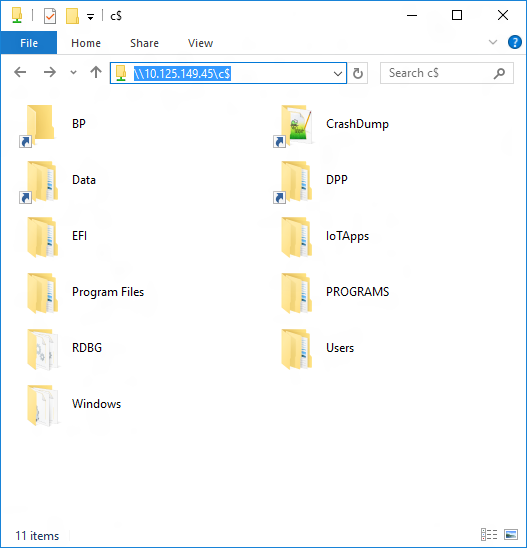 c$
File Home Share View
\\10.125.149.45\c$ Search c$
BP CrashDump
Data DPP
EFI IoTApps
Program Files PROGRAMS
RDBG Users
Windows
11 items